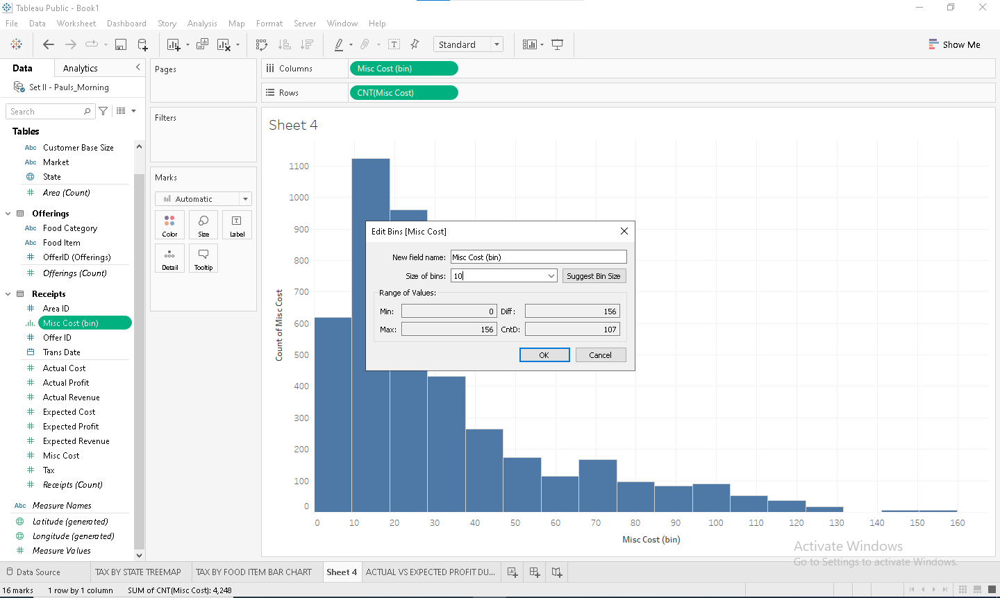 Tableau Public - Book1
File Data Worksheet Dashboard Story Analysis Map Format Server Window Help
Standard
Show Me
Data Analytics
Set II - Pauls_Morning
Search
Tables
Abc Customer Base Size
Abc Market
State
Area (Count)
Offerings
Abc Food Category
Abc Food Item
OfferID (Offerings)
Offerings (Count)
Receipts
Area ID
Misc Cost (bin)
Offer ID
Trans Date
Actual Cost
Actual Profit
Actual Revenue
Expected Cost
Expected Profit
Expected Revenue
Misc Cost
Tax
Receipts (Count)
Abc Measure Names
Latitude (generated)
Longitude (generated)
Measure Values
Pages
Filters
Marks
Automatic
Color Size Label
Detail Tooltip
Columns Misc Cost (bin)
Rows CNT(Misc Cost)
Sheet 4
Count of Misc Cost
1100
1000
900
800
700
600
500
400
300
200
100
0
0 10 20 30 40 50 60 70 80 90 100 110 120 130 140 150 160
Misc Cost (bin)
Edit Bins [Misc Cost]
New field name: Misc Cost (bin)
Size of bins: 10 Suggest Bin Size
Range of Values:
Min: 0 Diff: 156
Max: 156 CntD: 107
OK Cancel
Activate Windows
Go to Settings to activate Windows.
Data Source TAX BY STATE TREEMAP TAX BY FOOD ITEM BAR CHART Sheet 4 ACTUAL VS EXPECTED PROFIT DU...
16 marks 1 row by 1 column SUM of CNT(Misc Cost): 4,248